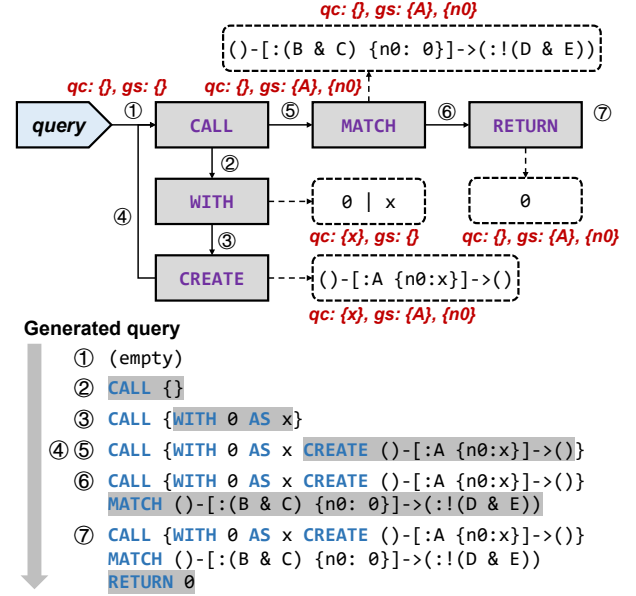 qc: {}, gs: {A}, {n0}
()-[:(B & C) {n0: 0}]->(:!(D & E))
qc: {}, gs: {}
qc: {}, gs: {A}, {n0}
query
①
CALL
⑤
MATCH
⑥
RETURN
⑦
②
④
WITH
0 | x
0
qc: {x}, gs: {}
qc: {}, gs: {A}, {n0}
③
CREATE
()-[:A {n0:x}]->()
qc: {x}, gs: {A}, {n0}
Generated query
① (empty)
② CALL {}
③ CALL {WITH 0 AS x}
④⑤ CALL {WITH 0 AS x CREATE ()-[:A {n0:x}]->()}
⑥ CALL {WITH 0 AS x CREATE ()-[:A {n0:x}]->()}
MATCH ()-[:(B & C) {n0: 0}]->(:!(D & E))
⑦ CALL {WITH 0 AS x CREATE ()-[:A {n0:x}]->()}
MATCH ()-[:(B & C) {n0: 0}]->(:!(D & E))
RETURN 0